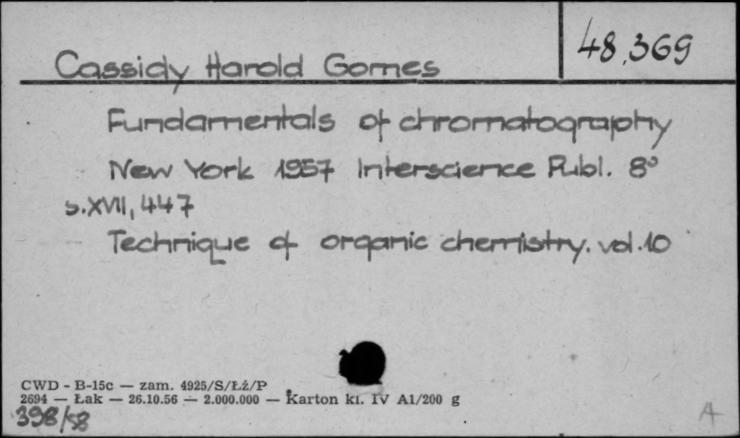 Cassidy Harold Gomes
48,369
Fundamentals of chromatography
New York 1957 Interscience Publ. 8°
s.XVII, 447
Technique of organic chemistry. vol.10
CWD - B-15c — zam. 4925/S/Łż/P
2694 — Łak — 26.10.56 — 2.000.000 — Karton kl. IV A1/200 g
398/58
A